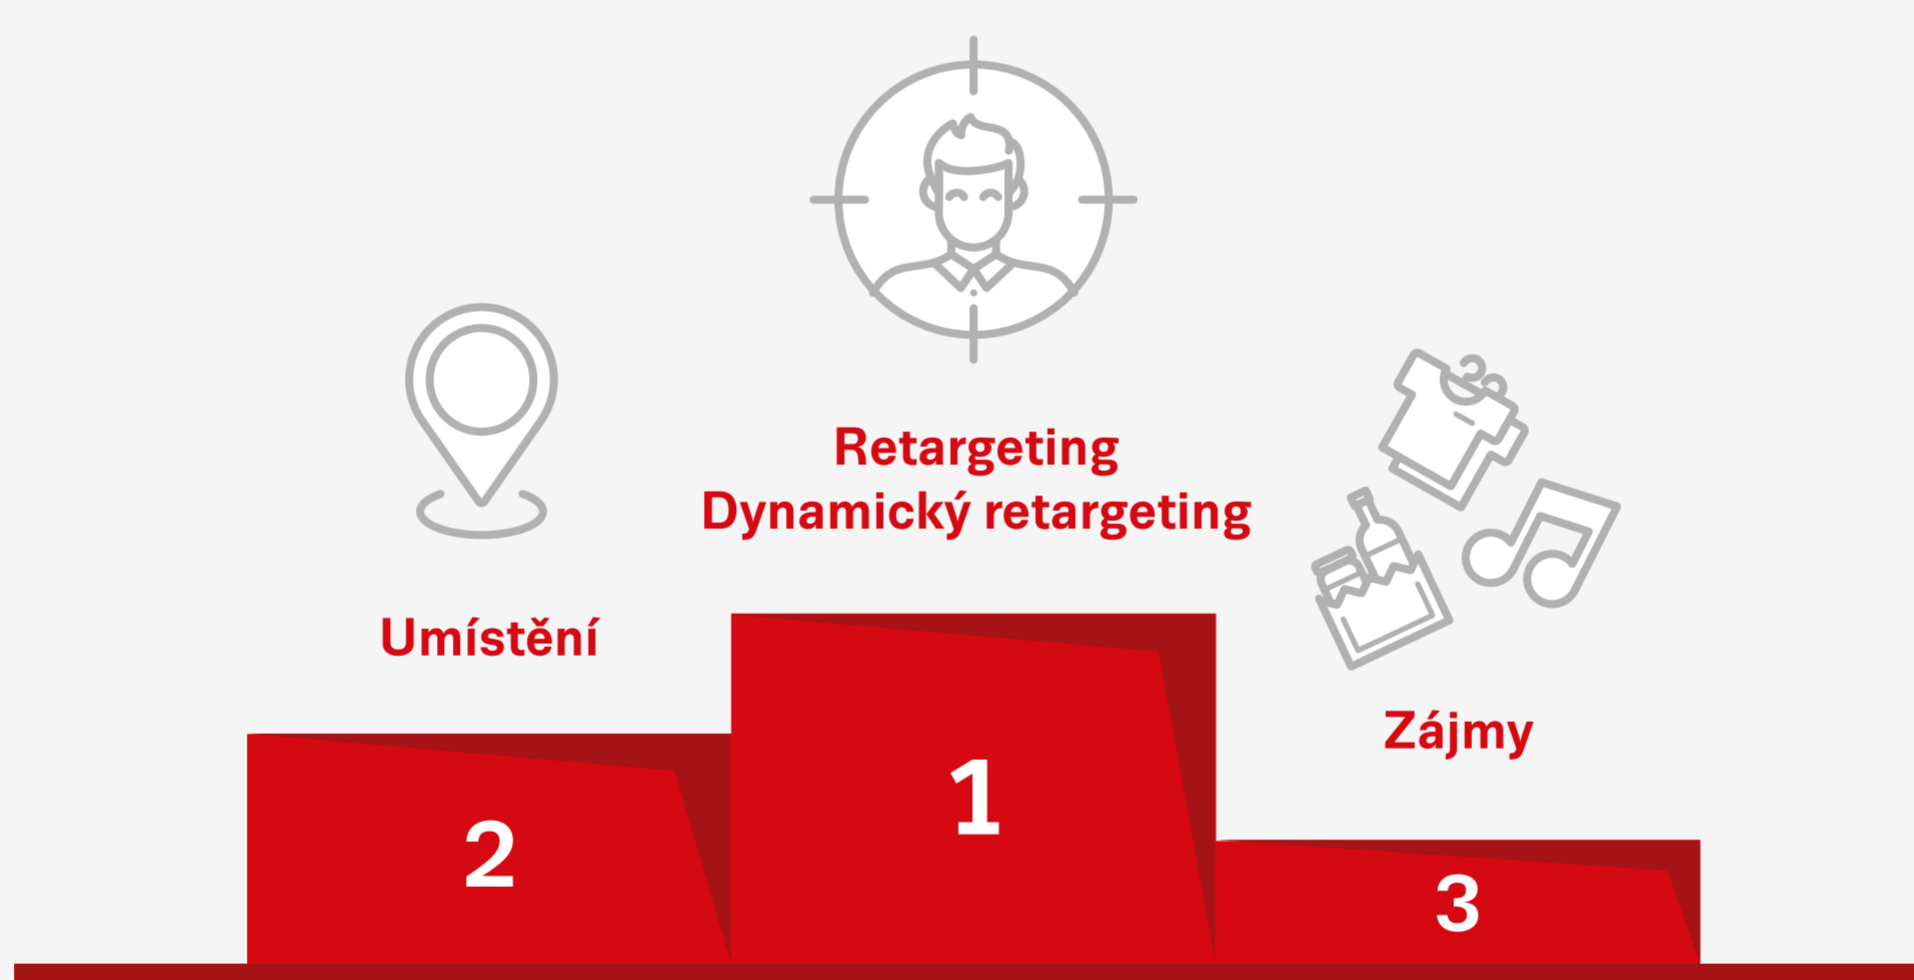 Retargeting
Dynamický retargeting
Umístění
Zájmy
2
1
3